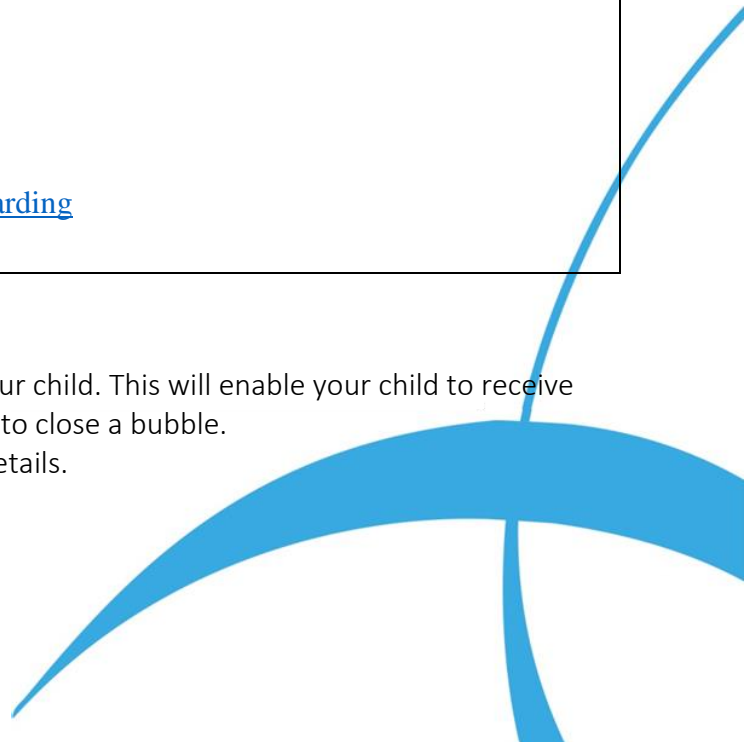 arding
ur child. This will enable your child to receive
to close a bubble.
etails.